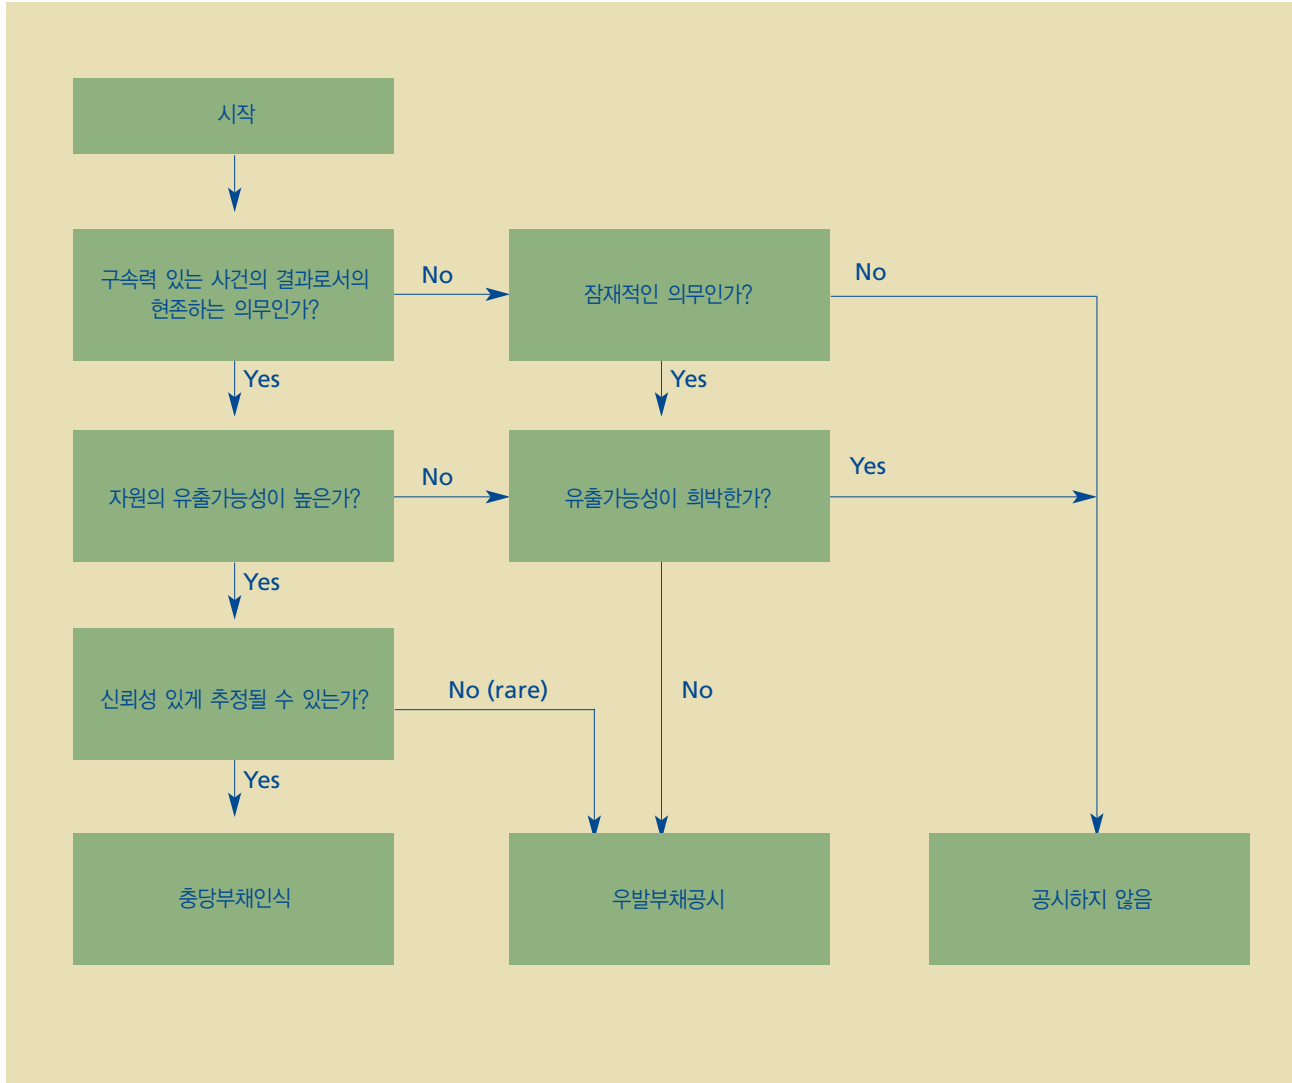 시작
구속력 있는 사건의 결과로서의
현존하는 의무인가?
No
잠재적인 의무인가?
No
Yes
Yes
자원의 유출가능성이 높은가?
No
유출가능성이 희박한가?
Yes
Yes
신뢰성 있게 추정될 수 있는가?
No (rare)
No
Yes
충당부채인식
우발부채공시
공시하지 않음